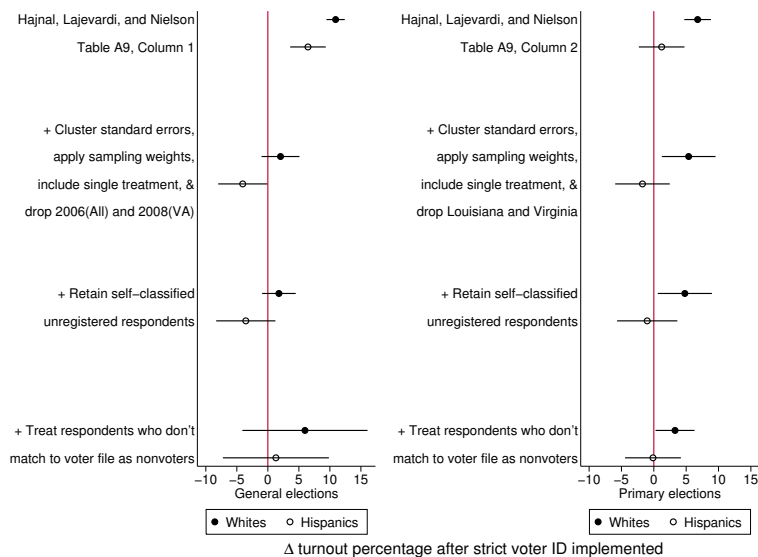 Hajnal, Lajevardi, and Nielson
Table A9, Column 1
+ Cluster standard errors,
apply sampling weights,
include single treatment, &
drop 2006(All) and 2008(VA)
+ Retain self−classified
unregistered respondents
+ Treat respondents who don't
match to voter file as nonvoters
−10 −5 0 5 10 15
General elections
Whites Hispanics
Hajnal, Lajevardi, and Nielson
Table A9, Column 2
+ Cluster standard errors,
apply sampling weights,
include single treatment, &
drop Louisiana and Virginia
+ Retain self−classified
unregistered respondents
+ Treat respondents who don't
match to voter file as nonvoters
−10 −5 0 5 10 15
Primary elections
Whites Hispanics
Δ turnout percentage after strict voter ID implemented